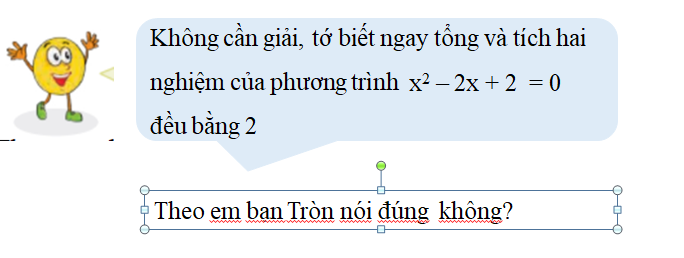 Không cần giải, tớ biết ngay tổng và tích hai
nghiệm của phương trình x² – 2x + 2 = 0
đều bằng 2
Theo em bạn Tròn nói đúng không?